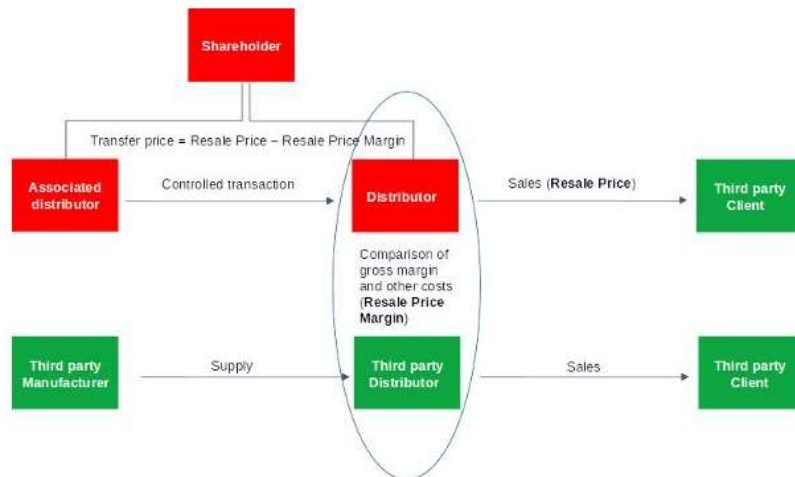 Shareholder
Transfer price = Resale Price – Resale Price Margin
Associated
distributor
Controlled transaction
Distributor
Sales (Resale Price)
Third party
Client
Comparison of
gross margin
and other costs
(Resale Price
Margin)
Third party
Manufacturer
Supply
Third party
Distributor
Sales
Third party
Client